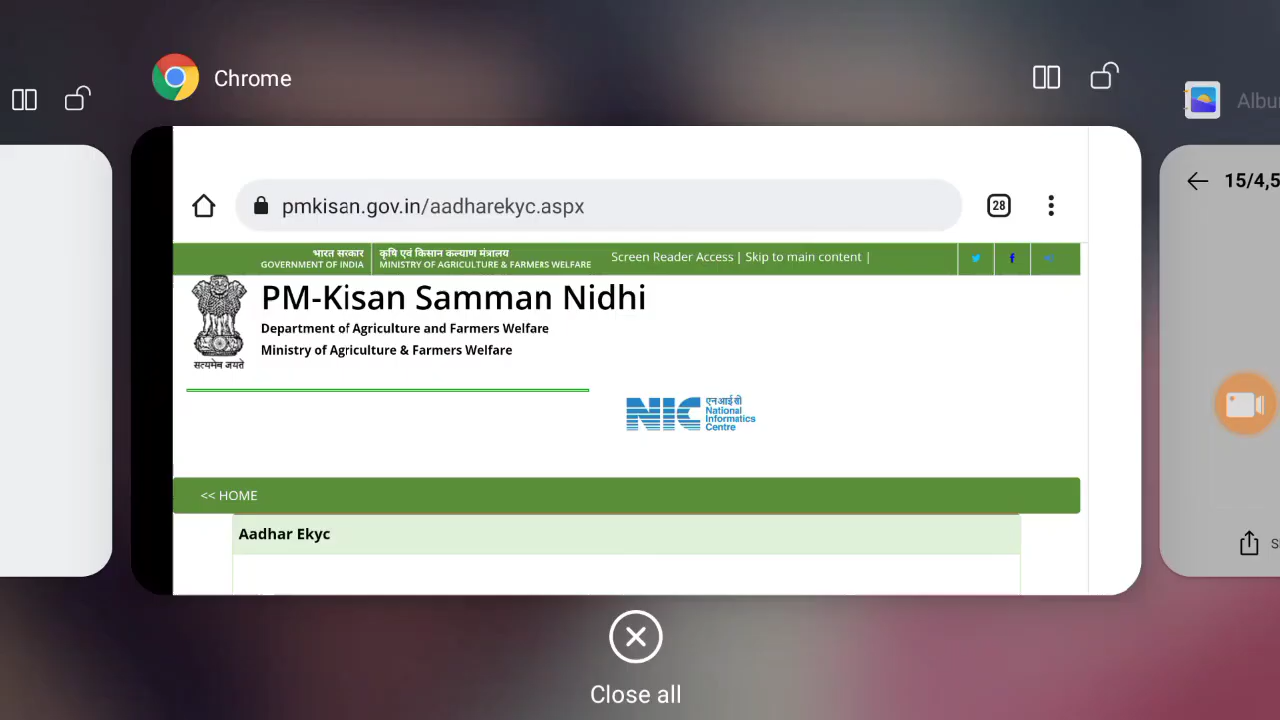 Chrome
Albu
15/4,5
pmkisan.gov.in/aadharekyc.aspx
28
भारत सरकार
GOVERNMENT OF INDIA
कृषि एवं किसान कल्याण मंत्रालय
MINISTRY OF AGRICULTURE & FARMERS WELFARE
Screen Reader Access | Skip to main content |
PM-Kisan Samman Nidhi
Department of Agriculture and Farmers Welfare
Ministry of Agriculture & Farmers Welfare
सत्यमेव जयते
NIC
एन आई सी
National
Informatics
Centre
<< HOME
Aadhar Ekyc
S
Close all